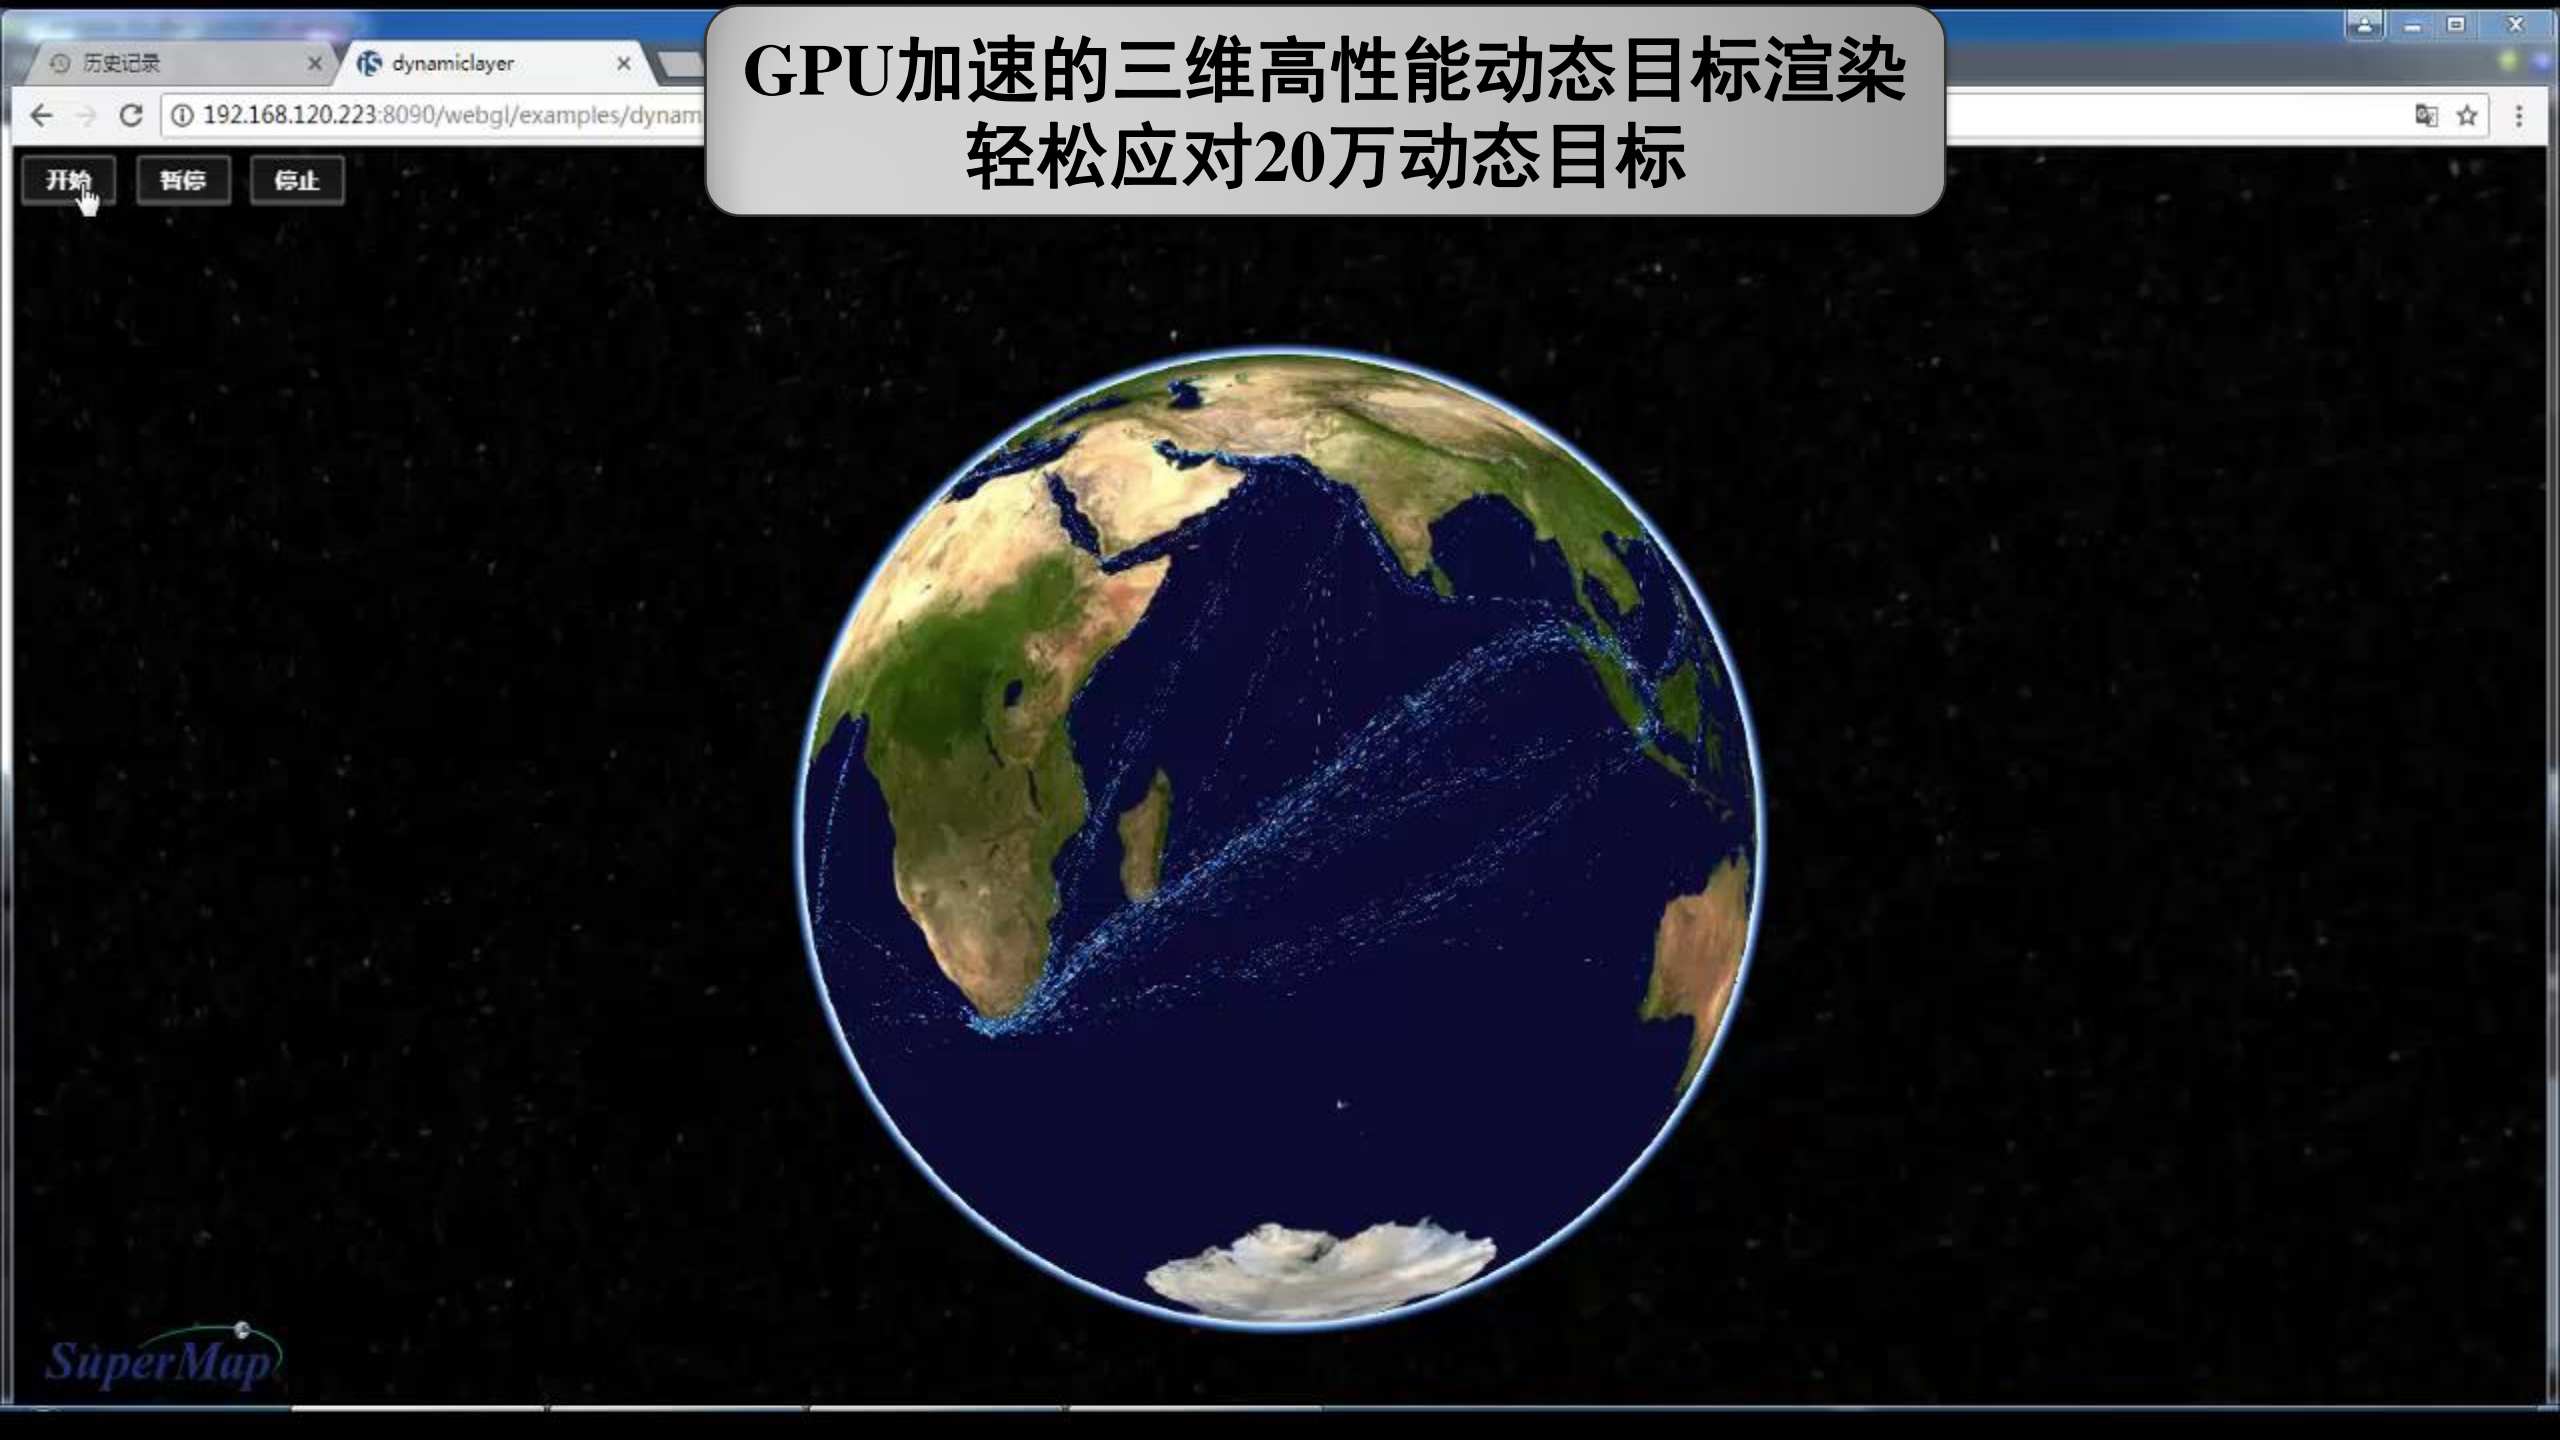 GPU加速的三维高性能动态目标渲染
轻松应对20万动态目标
历史记录
dynamiclayer
192.168.120.223:8090/webgl/examples/dynam
开始
暂停
停止
SuperMap